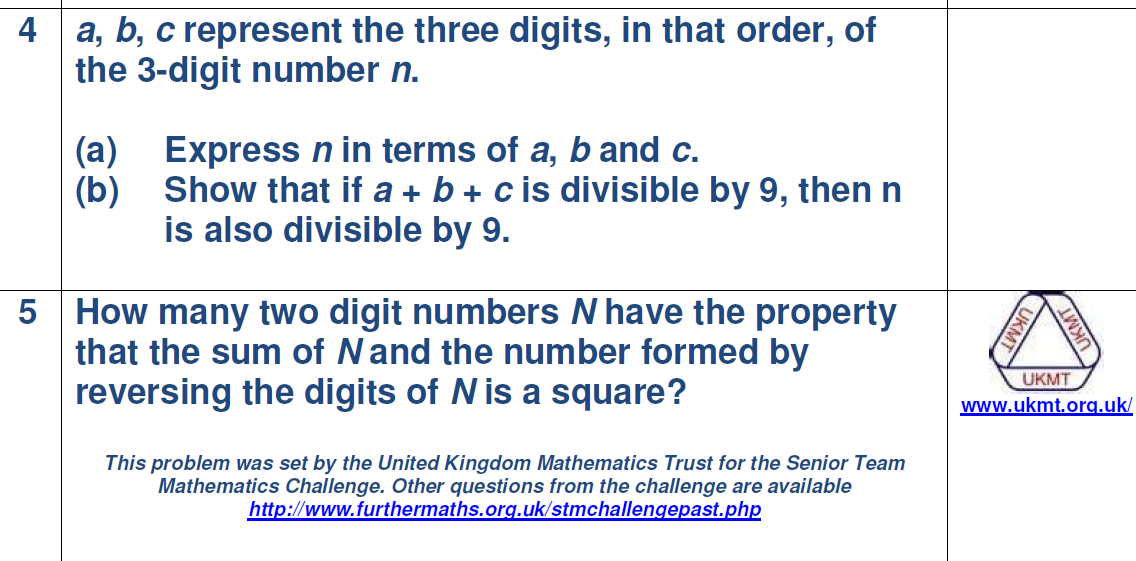 4 a, b, c represent the three digits, in that order, of
the 3-digit number n.
(a) Express n in terms of a, b and c.
(b) Show that if a + b + c is divisible by 9, then n
is also divisible by 9.
5 How many two digit numbers N have the property
that the sum of N and the number formed by
reversing the digits of N is a square?
UKMT
UKMT
UKMT
www.ukmt.org.uk/
This problem was set by the United Kingdom Mathematics Trust for the Senior Team
Mathematics Challenge. Other questions from the challenge are available
http://www.furthermaths.org.uk/stmchallengepast.php